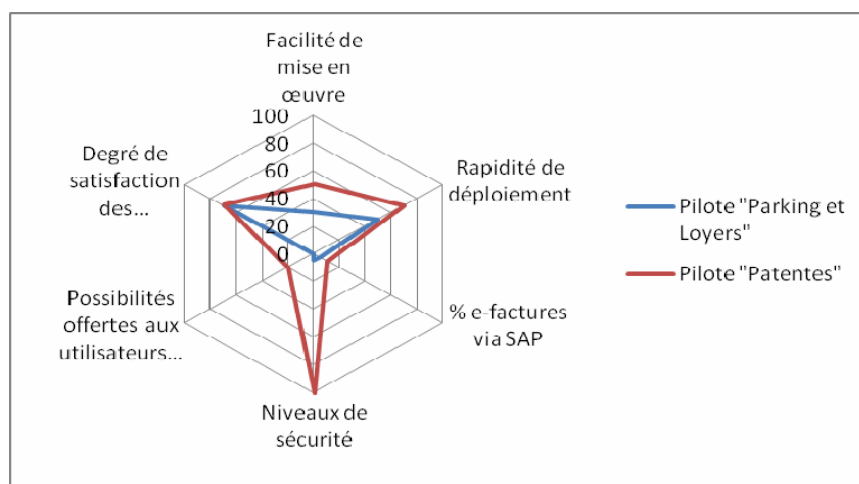 Facilité de
mise en
œuvre
100
80
60
40
20
0
Rapidité de
déploiement
% e-factures
via SAP
Niveaux de
sécurité
Possibilités
offertes aux
utilisateurs...
Degré de
satisfaction
des...
Pilote "Parking et
Loyers"
Pilote "Patentes"